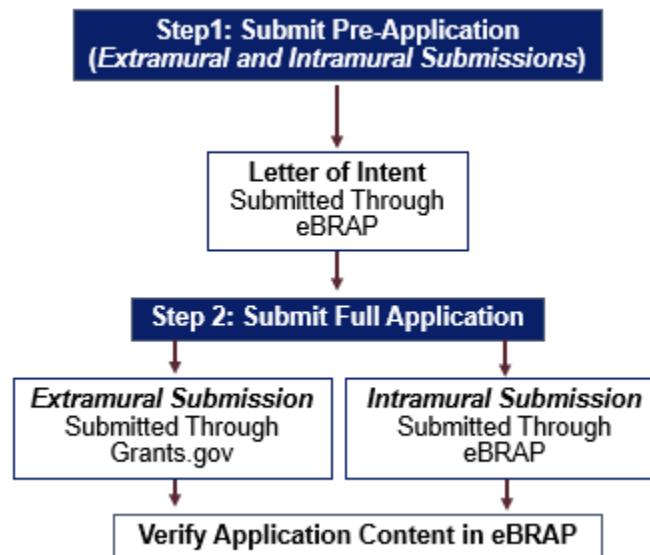 Step1: Submit Pre-Application
(Extramural and Intramural Submissions)
Letter of Intent
Submitted Through
eBRAP
Step 2: Submit Full Application
Extramural Submission
Submitted Through
Grants.gov
Intramural Submission
Submitted Through
eBRAP
Verify Application Content in eBRAP